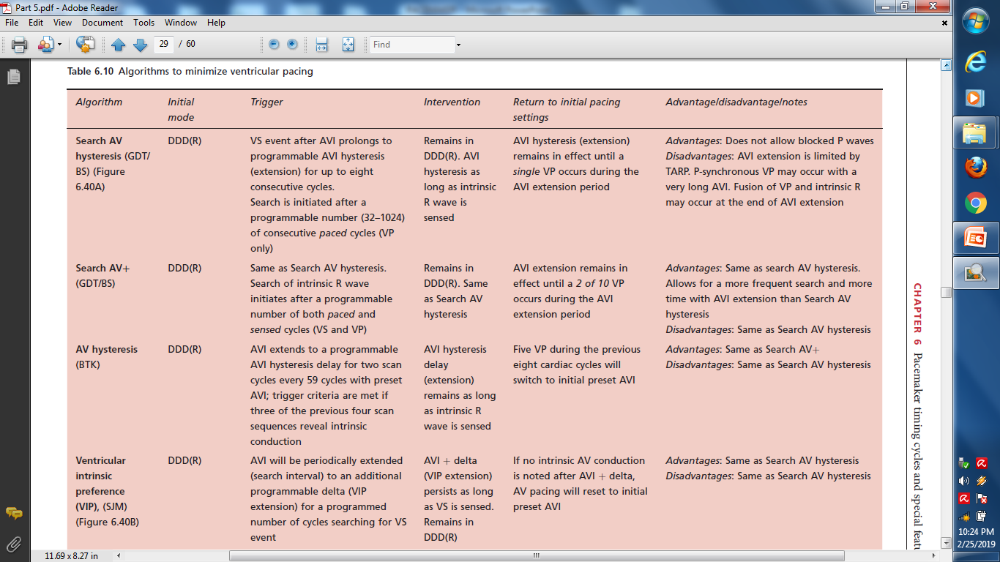 Part 5.pdf - Adobe Reader
File Edit View Document Tools Window Help
29 / 60
Find
Table 6.10 Algorithms to minimize ventricular pacing
Algorithm
Initial
mode
Trigger
Intervention
Return to initial pacing
settings
Advantage/disadvantage/notes
Search AV
hysteresis (GDT/
BS) (Figure
6.40A)
DDD(R)
VS event after AVI prolongs to
programmable AVI hysteresis
(extension) for up to eight
consecutive cycles.
Search is initiated after a
programmable number (32–1024)
of consecutive paced cycles (VP
only)
Remains in
DDD(R). AVI
hysteresis as
long as intrinsic
R wave is
sensed
AVI hysteresis (extension)
remains in effect until a
single VP occurs during the
AVI extension period
Advantages: Does not allow blocked P waves
Disadvantages: AVI extension is limited by
TARP. P-synchronous VP may occur with a
very long AVI. Fusion of VP and intrinsic R
may occur at the end of AVI extension
Search AV+
(GDT/BS)
DDD(R)
Same as Search AV hysteresis.
Search of intrinsic R wave
initiates after a programmable
number of both paced and
sensed cycles (VS and VP)
Remains in
DDD(R). Same
as Search AV
hysteresis
AVI extension remains in
effect until a 2 of 10 VP
occurs during the AVI
extension period
Advantages: Same as search AV hysteresis.
Allows for a more frequent search and more
time with AVI extension than Search AV
hysteresis
Disadvantages: Same as Search AV hysteresis
AV hysteresis
(BTK)
DDD(R)
AVI extends to a programmable
AVI hysteresis delay for two scan
cycles every 59 cycles with preset
AVI; trigger criteria are met if
three of the previous four scan
sequences reveal intrinsic
conduction
AVI hysteresis
delay
(extension)
remains as long
as intrinsic R
wave is sensed
Five VP during the previous
eight cardiac cycles will
switch to initial preset AVI
Advantages: Same as Search AV+
Disadvantages: Same as Search AV hysteresis
Ventricular
intrinsic
preference
(VIP), (SJM)
(Figure 6.40B)
DDD(R)
AVI will be periodically extended
(search interval) to an additional
programmable delta (VIP
extension) for a programmed
number of cycles searching for VS
event
AVI + delta
(VIP extension)
persists as long
as VS is sensed.
Remains in
DDD(R)
If no intrinsic AV conduction
is noted after AVI + delta,
AV pacing will reset to initial
preset AVI
Advantages: Same as Search AV hysteresis
Disadvantages: Same as Search AV hysteresis
CHAPTER 6 Pacemaker timing cycles and special featu
11.69 x 8.27 in
10:24 PM
2/25/2019